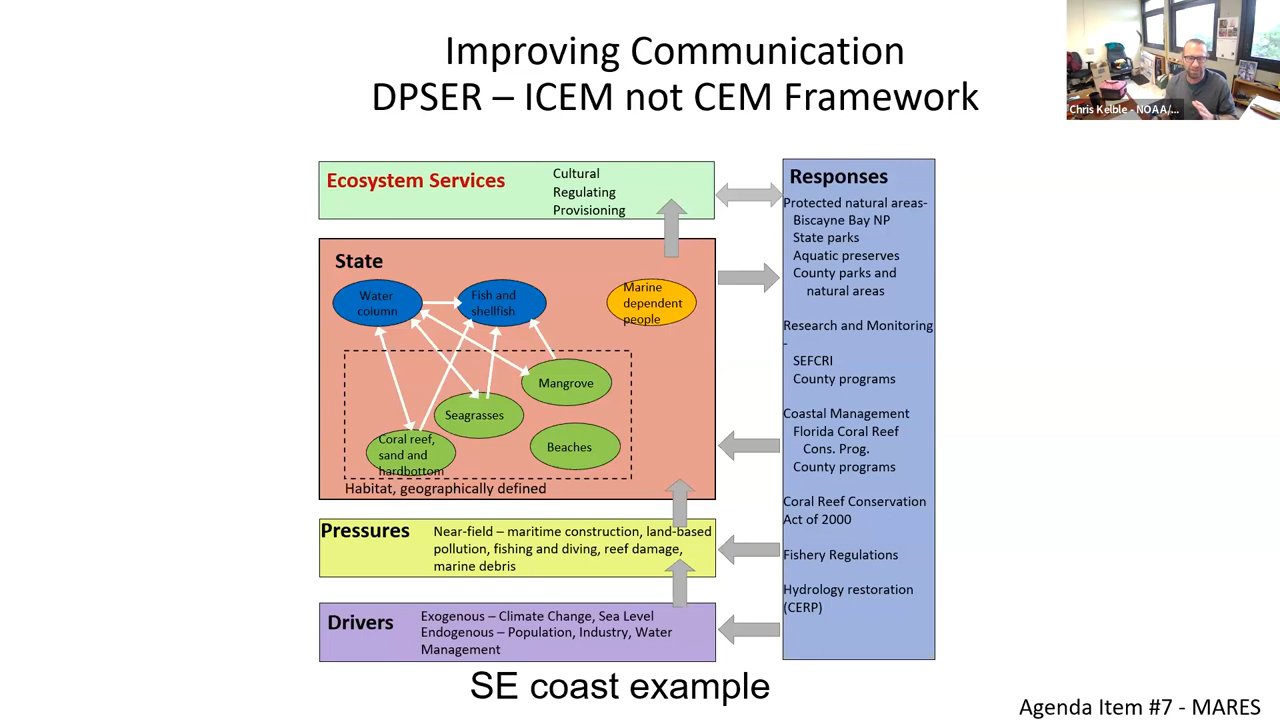 Improving Communication
DPSER – ICEM not CEM Framework
Chris Kelble - NOAA/...
Ecosystem Services
Cultural
Regulating
Provisioning
State
Water
column
Fish and
shellfish
Marine
dependent
people
Mangrove
Seagrasses
Beaches
Coral reef,
sand and
hardbottom
Habitat, geographically defined
Pressures
Near-field – maritime construction, land-based
pollution, fishing and diving, reef damage,
marine debris
Drivers
Exogenous – Climate Change, Sea Level
Endogenous – Population, Industry, Water
Management
Responses
Protected natural areas-
Biscayne Bay NP
State parks
Aquatic preserves
County parks and
natural areas
Research and Monitoring
-
SEFCRI
County programs
Coastal Management
Florida Coral Reef
Cons. Prog.
County programs
Coral Reef Conservation
Act of 2000
Fishery Regulations
Hydrology restoration
(CERP)
SE coast example
Agenda Item #7 - MARES